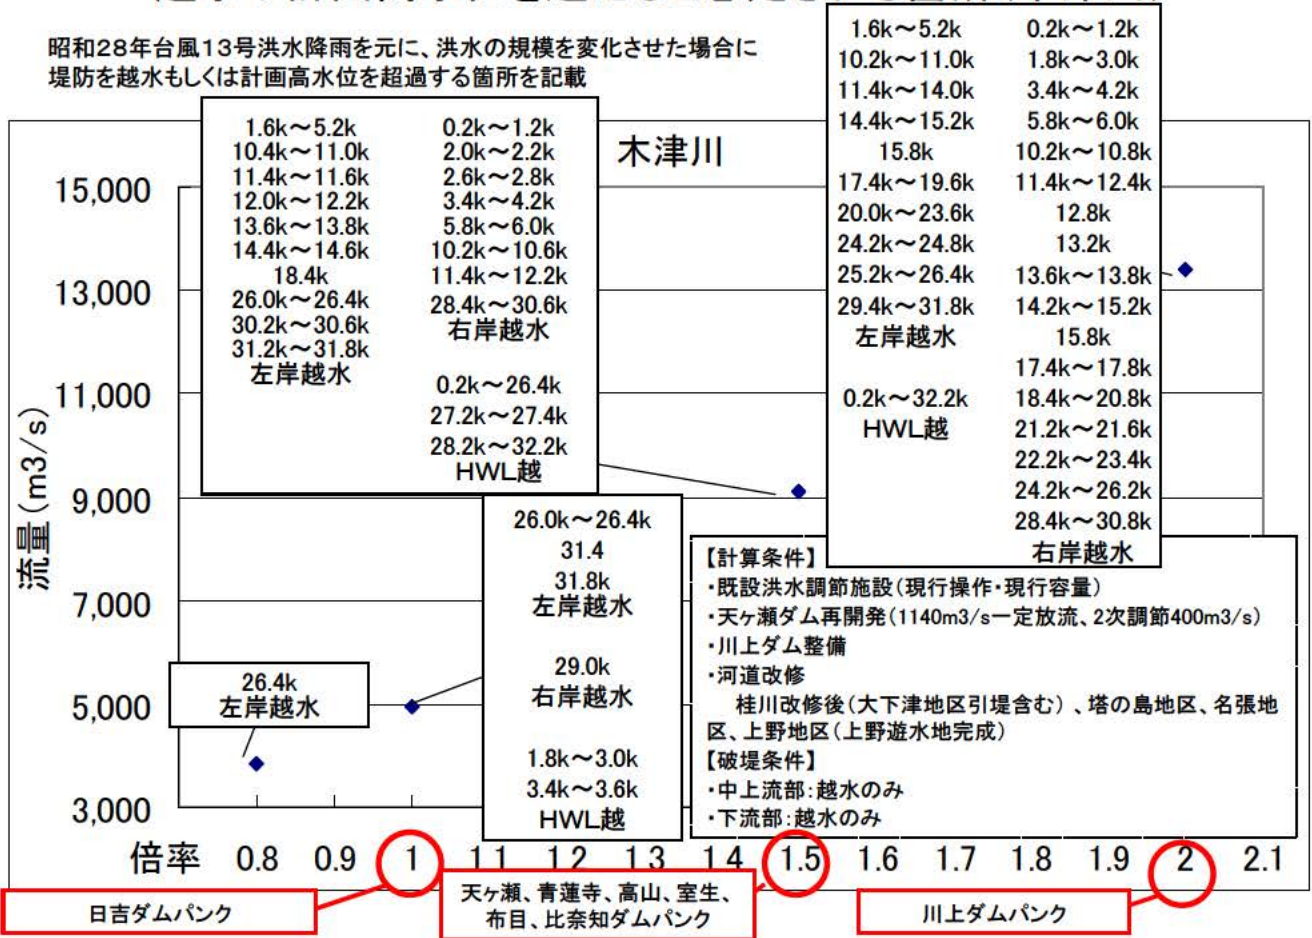 昭和28年台風13号洪水降雨を元に、洪水の規模を変化させた場合に
堤防を越水もしくは計画高水位を超過する箇所を記載
木津川
流量(m3/s)
15,000
13,000
11,000
9,000
7,000
5,000
3,000
1.6k～5.2k
10.4k～11.0k
11.4k～11.6k
12.0k～12.2k
13.6k～13.8k
14.4k～14.6k
18.4k
26.0k～26.4k
30.2k～30.6k
31.2k～31.8k
左岸越水
0.2k～1.2k
2.0k～2.2k
2.6k～2.8k
3.4k～4.2k
5.8k～6.0k
10.2k～10.6k
11.4k～12.2k
28.4k～30.6k
右岸越水
0.2k～26.4k
27.2k～27.4k
28.2k～32.2k
HWL越
1.6k～5.2k
10.2k～11.0k
11.4k～14.0k
14.4k～15.2k
15.8k
17.4k～19.6k
20.0k～23.6k
24.2k～24.8k
25.2k～26.4k
29.4k～31.8k
左岸越水
0.2k～32.2k
HWL越
0.2k～1.2k
1.8k～3.0k
3.4k～4.2k
5.8k～6.0k
10.2k～10.8k
11.4k～12.4k
12.8k
13.2k
13.6k～13.8k
14.2k～15.2k
15.8k
17.4k～17.8k
18.4k～20.8k
21.2k～21.6k
22.2k～23.4k
24.2k～26.2k
28.4k～30.8k
右岸越水
26.4k
左岸越水
26.0k～26.4k
31.4
31.8k
左岸越水
29.0k
右岸越水
1.8k～3.0k
3.4k～3.6k
HWL越
【計算条件】
・既設洪水調節施設(現行操作・現行容量)
・天ヶ瀬ダム再開発(1140m3/s一定放流、2次調節400m3/s)
・川上ダム整備
・河道改修
桂川改修後(大下津地区引堤含む)、塔の島地区、名張地
区、上野地区(上野遊水地完成)
【破堤条件】
・中上流部:越水のみ
・下流部:越水のみ
倍率 0.8 0.9 1 1.1 1.2 1.3 1.4 1.5 1.6 1.7 1.8 1.9 2 2.1
日吉ダムパンク
天ヶ瀬、青蓮寺、高山、室生、
布目、比奈知ダムパンク
川上ダムパンク